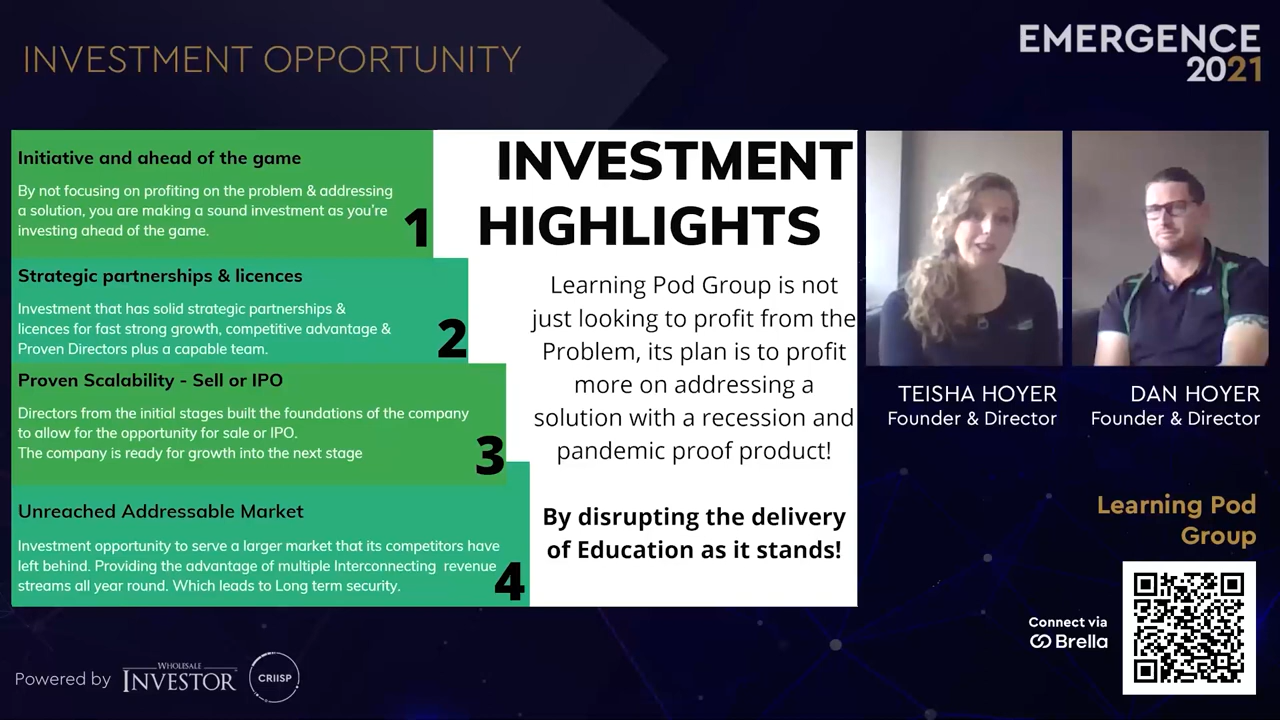 INVESTMENT OPPORTUNITY
EMERGENCE
2021
Initiative and ahead of the game
By not focusing on profiting on the problem & addressing
a solution, you are making a sound investment as you're
investing ahead of the game.
1
Strategic partnerships & licences
Investment that has solid strategic partnerships &
licences for fast strong growth, competitive advantage &
Proven Directors plus a capable team.
2
Proven Scalability - Sell or IPO
Directors from the initial stages built the foundations of the company
to allow for the opportunity for sale or IPO.
The company is ready for growth into the next stage
3
Unreached Addressable Market
Investment opportunity to serve a larger market that its competitors have
left behind. Providing the advantage of multiple Interconnecting revenue
streams all year round. Which leads to Long term security.
4
INVESTMENT
HIGHLIGHTS
Learning Pod Group is not
just looking to profit from the
Problem, its plan is to profit
more on addressing a
solution with a recession and
pandemic proof product!
By disrupting the delivery
of Education as it stands!
TEISHA HOYER
Founder & Director
DAN HOYER
Founder & Director
Learning Pod
Group
Connect via
Brella
Powered by
WHOLESALE
INVESTOR
CRIISP